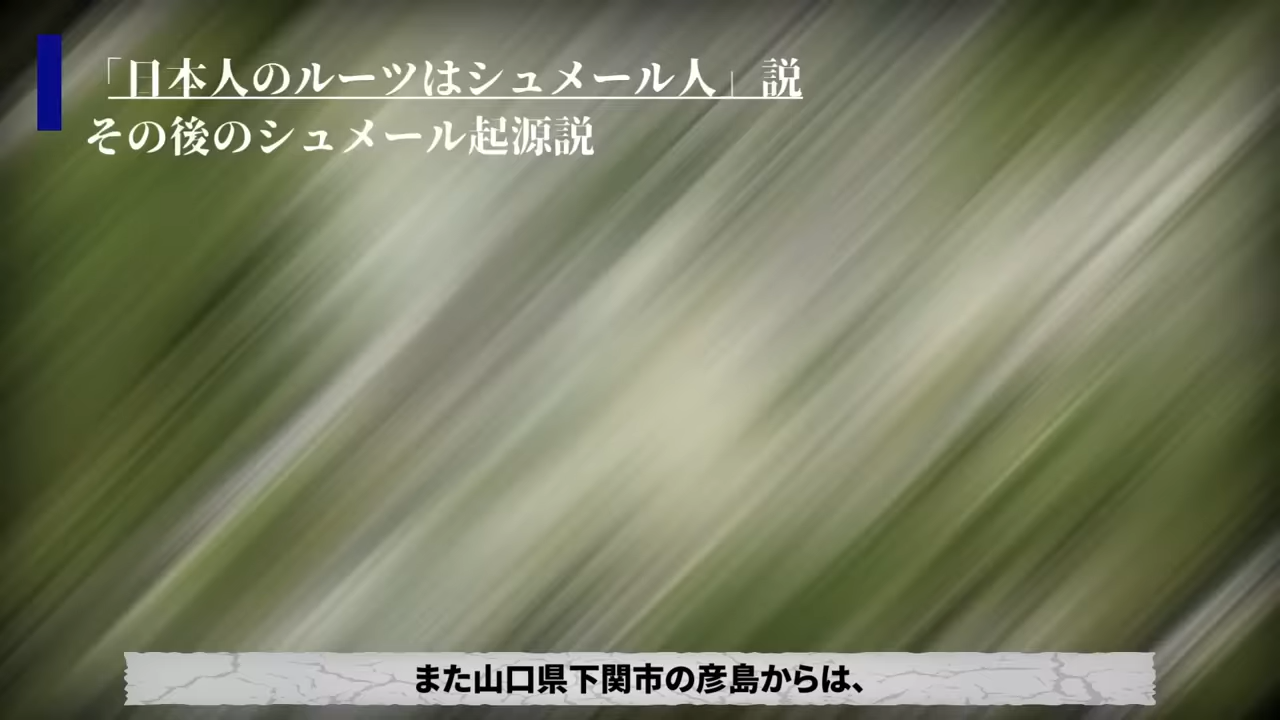 「日本人のルーツはシュメール人」説
その後のシュメール起源説
また山口県下関市の彦島からは、